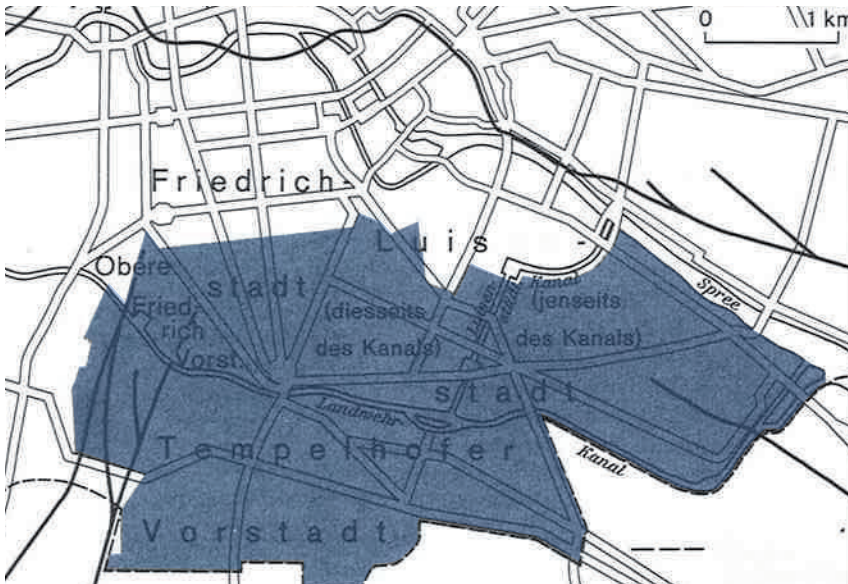 0 1 km
Friedrich-
Luis -
Obere
stadt
Kanal
(jenseits
Spree
Fried-
rich
(diesseits
des Kanals)
Vorst.
des Kanals)
stadt
Landwehr
Tempelhofer
Kanal
Vorstadt